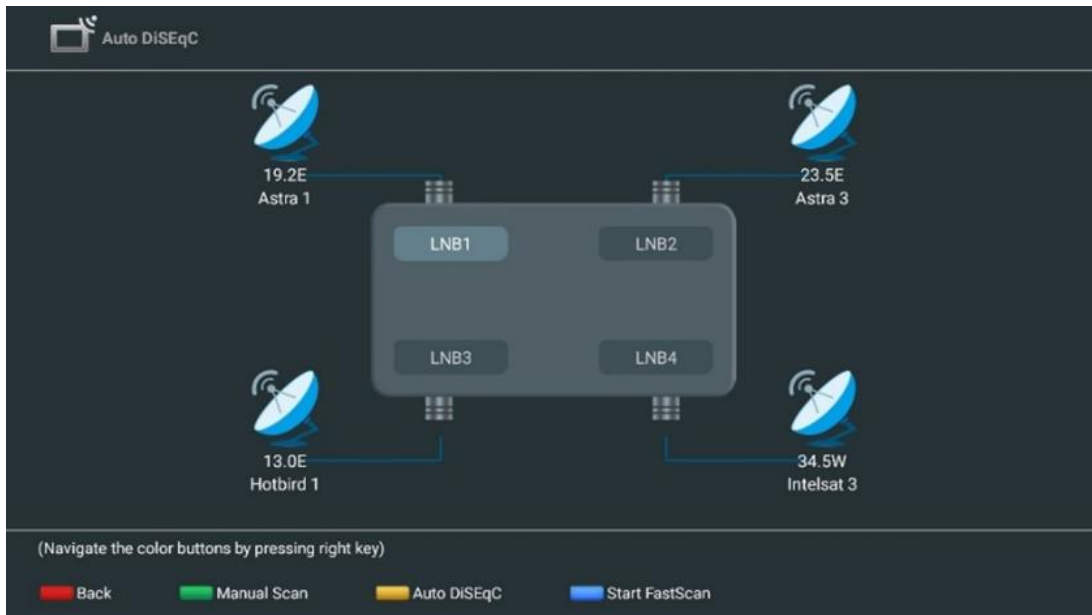 Auto DiSEqC
19.2E
Astra 1
23.5E
Astra 3
LNB1
LNB2
LNB3
LNB4
13.0E
Hotbird 1
34.5W
Intelsat 3
(Navigate the color buttons by pressing right key)
Back
Manual Scan
Auto DiSEqC
Start FastScan